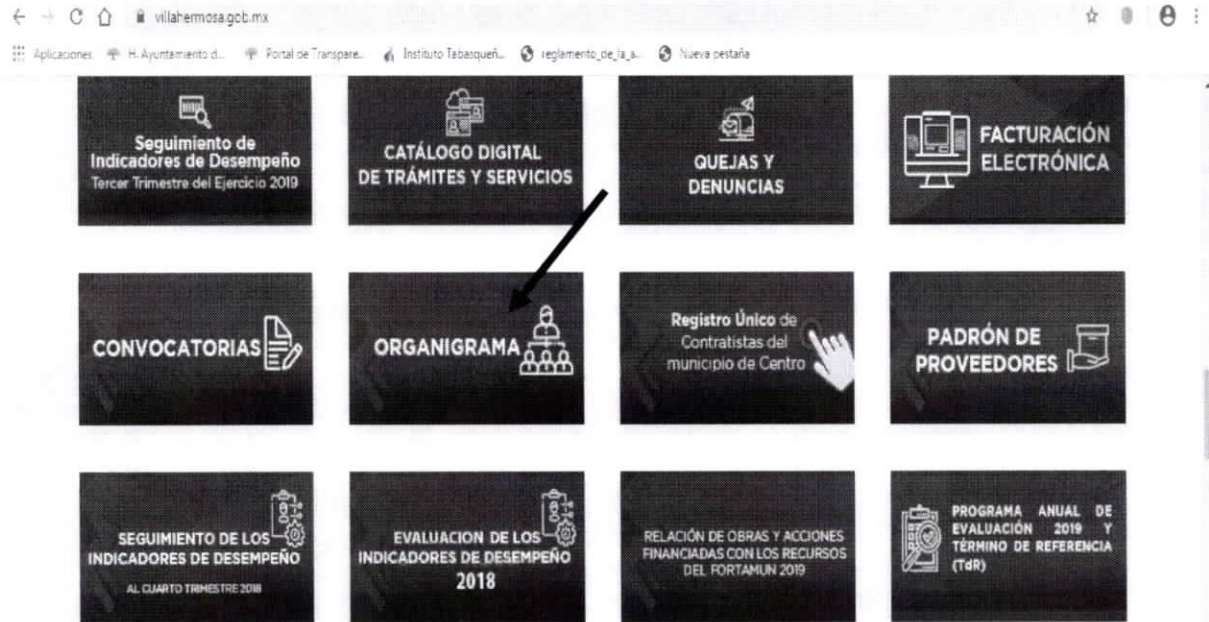 villahermosa.gob.mx
Aplicaciones
H. Ayuntamiento d...
Portal de Transpare...
Instituto Tabasqueñ...
reglamento_de_la_a...
Nueva pestaña
Seguimiento de
Indicadores de Desempeño
Tercer Trimestre del Ejercicio 2019
CATÁLOGO DIGITAL
DE TRÁMITES Y SERVICIOS
QUEJAS Y
DENUNCIAS
FACTURACIÓN
ELECTRÓNICA
CONVOCATORIAS
ORGANIGRAMA
Registro Único de
Contratistas del
municipio de Centro
PADRÓN DE
PROVEEDORES
SEGUIMIENTO DE LOS
INDICADORES DE DESEMPEÑO
AL CUARTO TRIMESTRE 2018
EVALUACION DE LOS
INDICADORES DE DESEMPEÑO
2018
RELACIÓN DE OBRAS Y ACCIONES
FINANCIADAS CON LOS RECURSOS
DEL FORTAMUN 2019
PROGRAMA ANUAL DE
EVALUACIÓN 2019 Y
TÉRMINO DE REFERENCIA
(TdR)